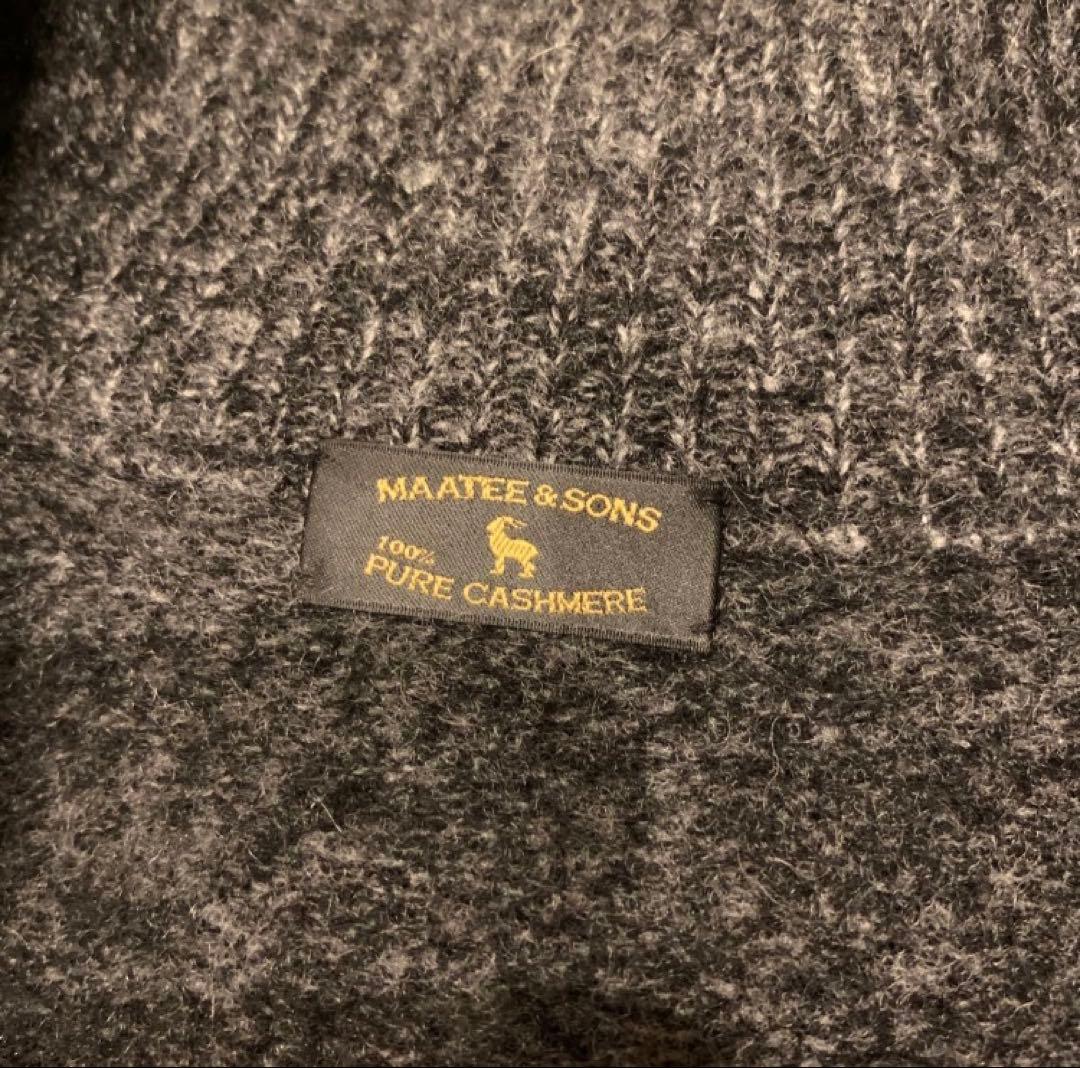 MAATEE & SONS
100%
PURE CASHMERE